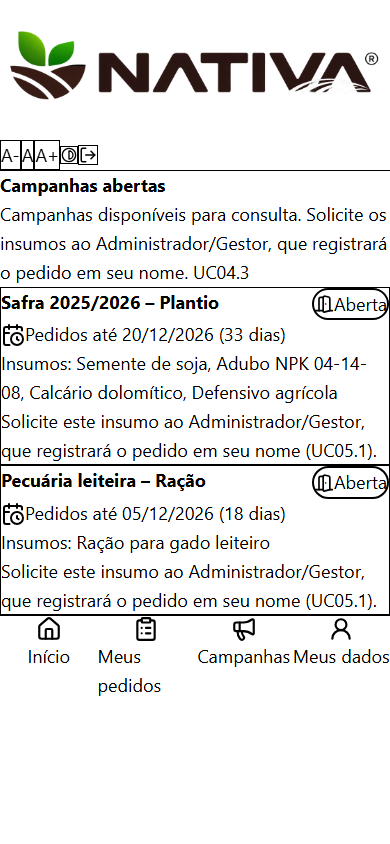 NATIVA®
A- A A+
Campanhas abertas
Campanhas disponíveis para consulta. Solicite os
insumos ao Administrador/Gestor, que registrará
o pedido em seu nome. UC04.3
Safra 2025/2026 – Plantio Aberta
Pedidos até 20/12/2026 (33 dias)
Insumos: Semente de soja, Adubo NPK 04-14-
08, Calcário dolomítico, Defensivo agrícola
Solicite este insumo ao Administrador/Gestor,
que registrará o pedido em seu nome (UC05.1).
Pecuária leiteira – Ração Aberta
Pedidos até 05/12/2026 (18 dias)
Insumos: Ração para gado leiteiro
Solicite este insumo ao Administrador/Gestor,
que registrará o pedido em seu nome (UC05.1).
Início Meus pedidos Campanhas Meus dados